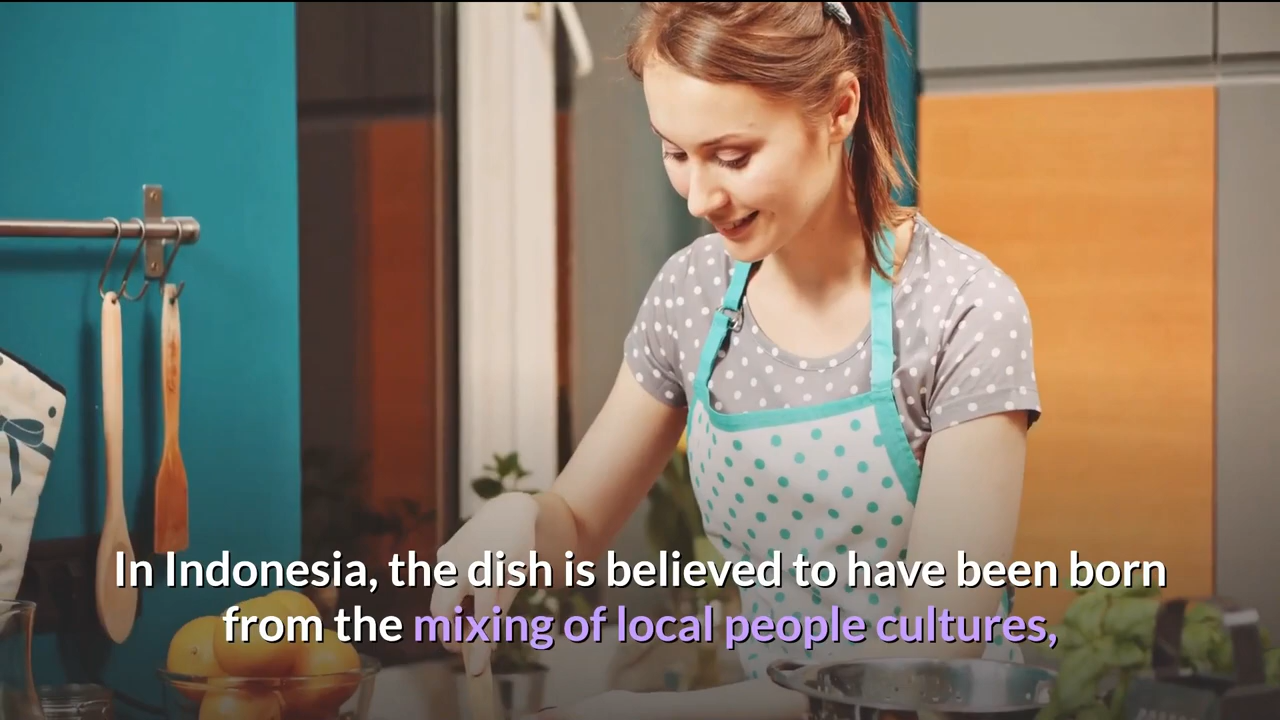 In Indonesia, the dish is believed to have been born
from the mixing of local people cultures,